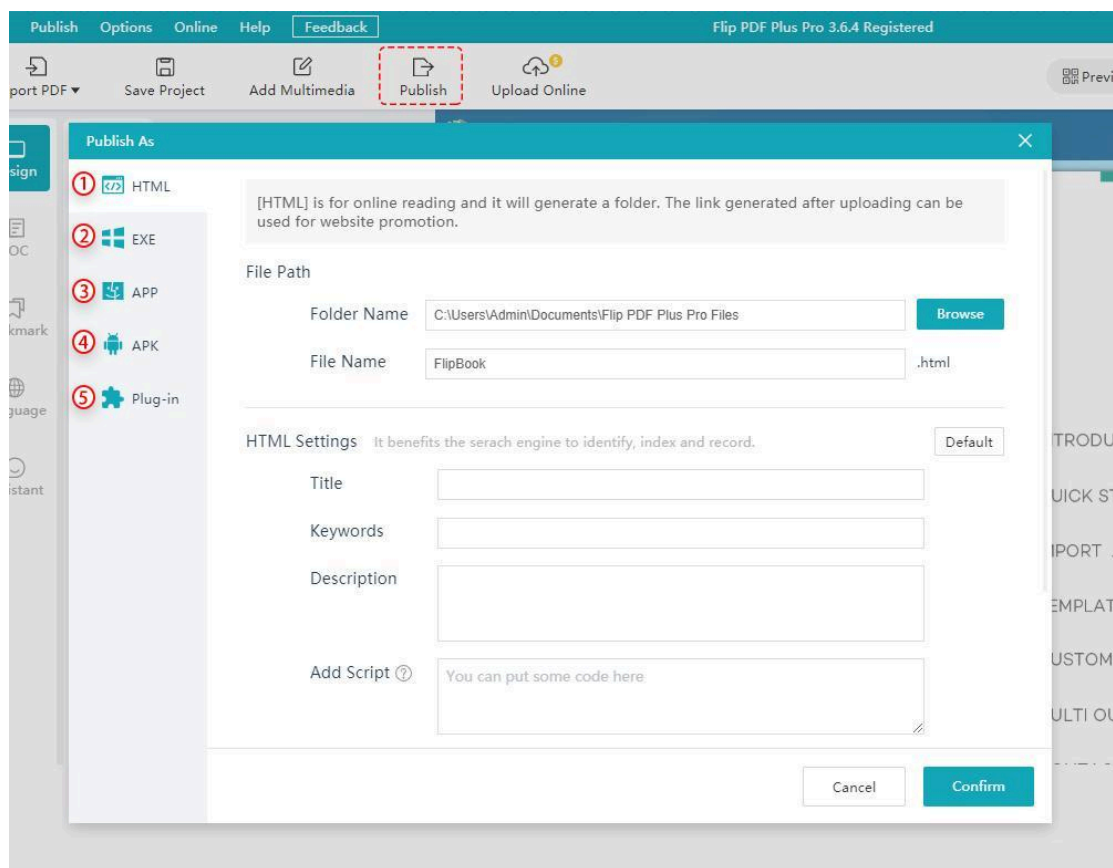 Publish Options Online Help Feedback Flip PDF Plus Pro 3.6.4 Registered
port PDF Save Project Add Multimedia Publish Upload Online Previ
sign
Publish As
① HTML
[HTML] is for online reading and it will generate a folder. The link generated after uploading can be
used for website promotion.
② EXE
OC
File Path
③ APP
Folder Name C:\Users\Admin\Documents\Flip PDF Plus Pro Files Browse
kmark
④ APK
File Name FlipBook .html
⑤ Plug-in
guage
HTML Settings It benefits the serach engine to identify, index and record. Default
TRODU
istant
Title
UICK ST
Keywords
IPORT
Description
EMPLAT
USTOM
Add Script ? You can put some code here
ULTI OU
Cancel Confirm